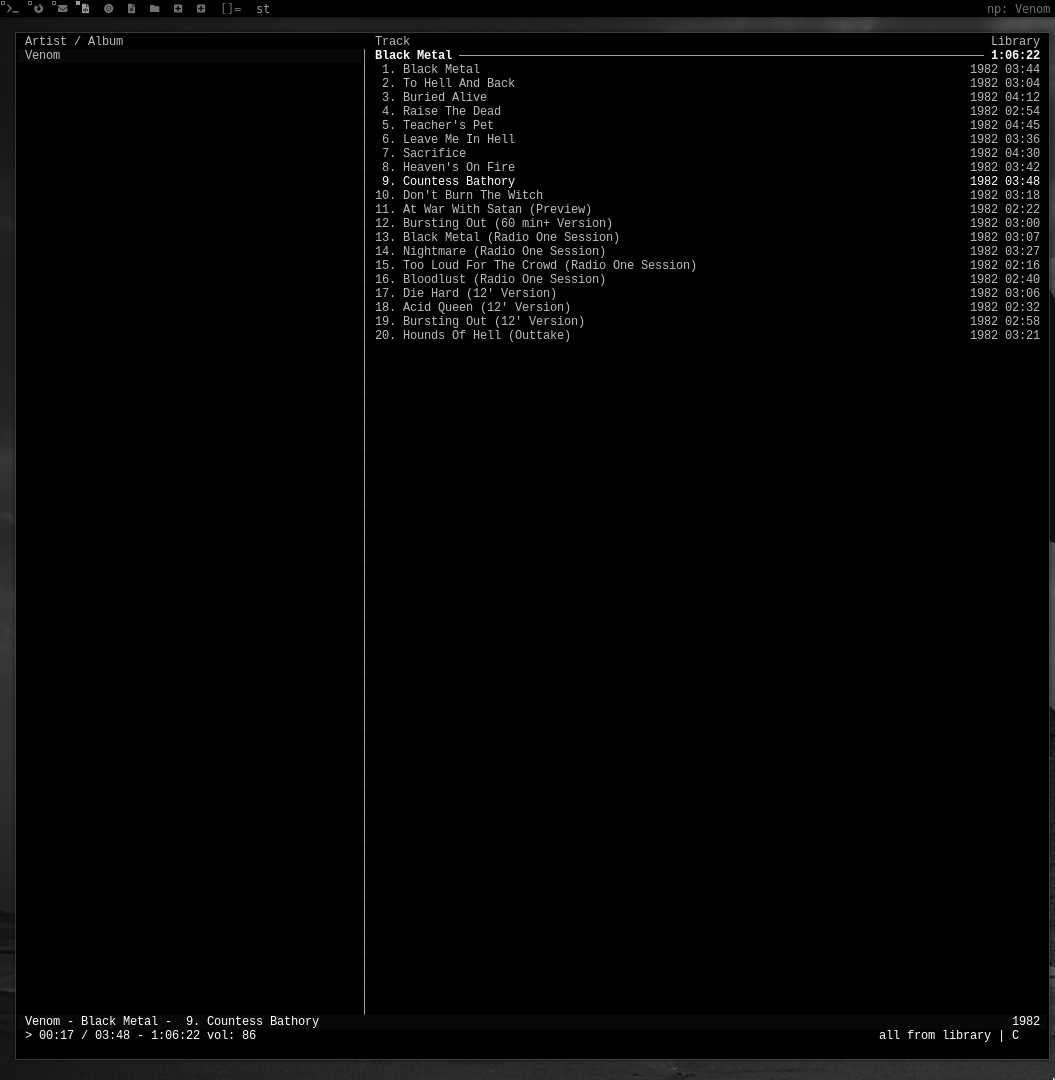 []= st np: Venom
Artist / Album Track Library
Venom Black Metal 1:06:22
1. Black Metal 1982 03:44
2. To Hell And Back 1982 03:04
3. Buried Alive 1982 04:12
4. Raise The Dead 1982 02:54
5. Teacher's Pet 1982 04:45
6. Leave Me In Hell 1982 03:36
7. Sacrifice 1982 04:30
8. Heaven's On Fire 1982 03:42
9. Countess Bathory 1982 03:48
10. Don't Burn The Witch 1982 03:18
11. At War With Satan (Preview) 1982 02:22
12. Bursting Out (60 min+ Version) 1982 03:00
13. Black Metal (Radio One Session) 1982 03:07
14. Nightmare (Radio One Session) 1982 03:27
15. Too Loud For The Crowd (Radio One Session) 1982 02:16
16. Bloodlust (Radio One Session) 1982 02:40
17. Die Hard (12' Version) 1982 03:06
18. Acid Queen (12' Version) 1982 02:32
19. Bursting Out (12' Version) 1982 02:58
20. Hounds Of Hell (Outtake) 1982 03:21
Venom - Black Metal -  9. Countess Bathory 1982
> 00:17 / 03:48 - 1:06:22 vol: 86 all from library | C